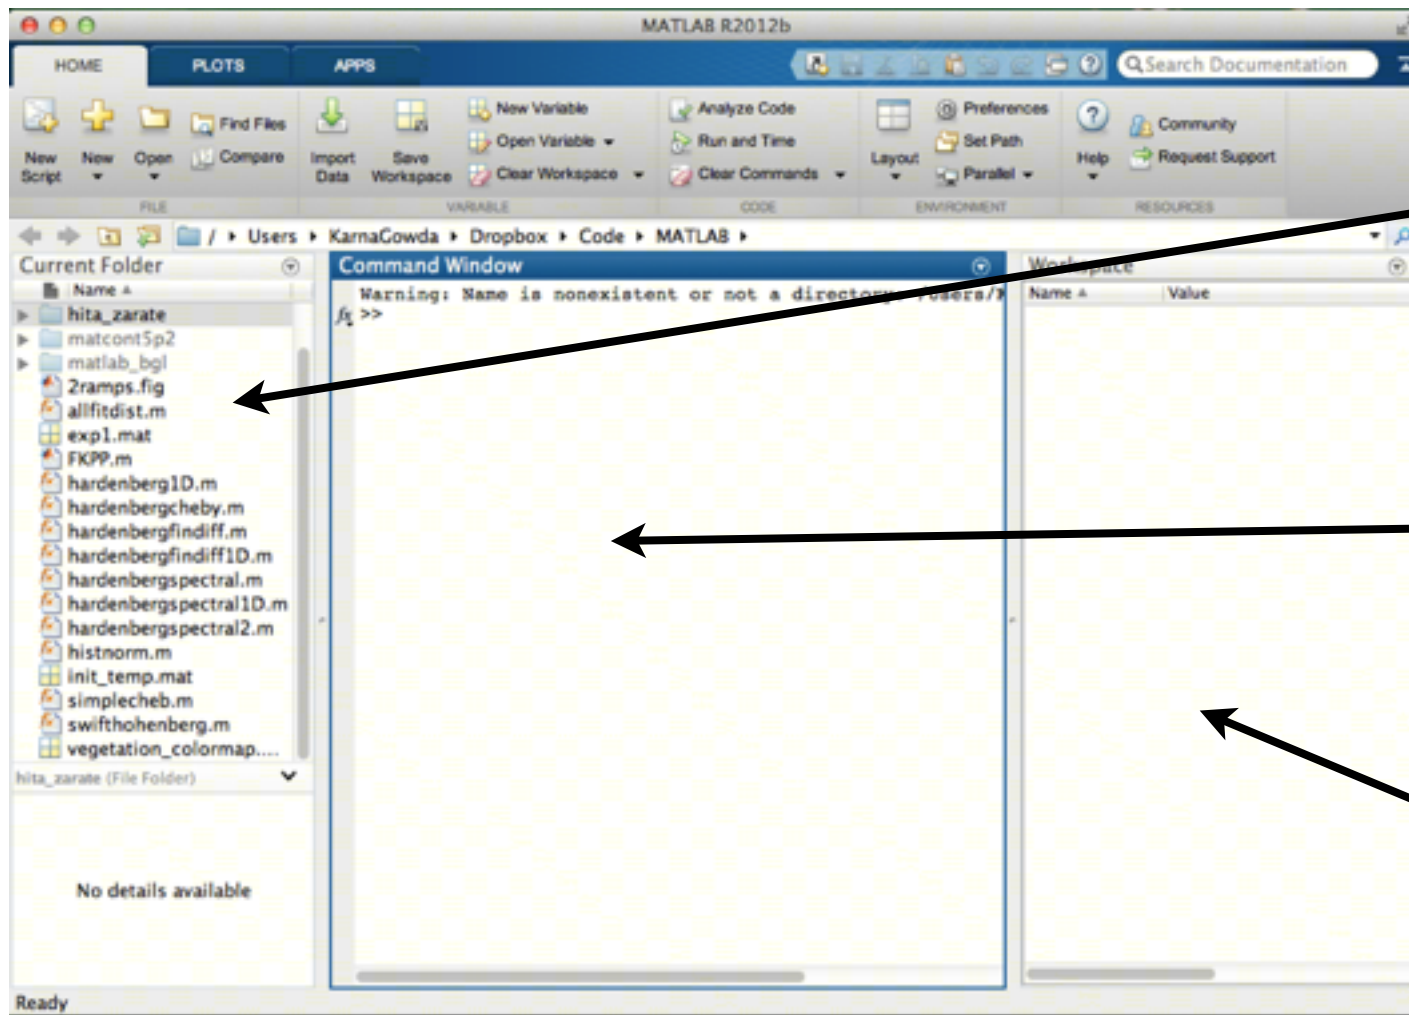 MATLAB R2012b
HOME PLOTS APPS
Search Documentation
New Script
New
Open
Find Files
Compare
FILE
Import Data
Save Workspace
New Variable
Open Variable
Clear Workspace
VARIABLE
Analyze Code
Run and Time
Clear Commands
CODE
Layout
Preferences
Set Path
Parallel
ENVIRONMENT
Help
Community
Request Support
RESOURCES
/ Users KarnaGowda Dropbox Code MATLAB
Current Folder
Name
hita_zarate
matcont5p2
matlab_bgl
2ramps.fig
allfitdist.m
exp1.mat
FKPP.m
hardenberg1D.m
hardenbergcheby.m
hardenbergfindiff.m
hardenbergfindiff1D.m
hardenbergspectral.m
hardenbergspectral1D.m
hardenbergspectral2.m
histnorm.m
init_temp.mat
simplecheb.m
swifthohenberg.m
vegetation_colormap....
hita_zarate (File Folder)
No details available
Ready
Command Window
Warning: Name is nonexistent or not a directory: /Users/
fx >>
Workspace
Name Value